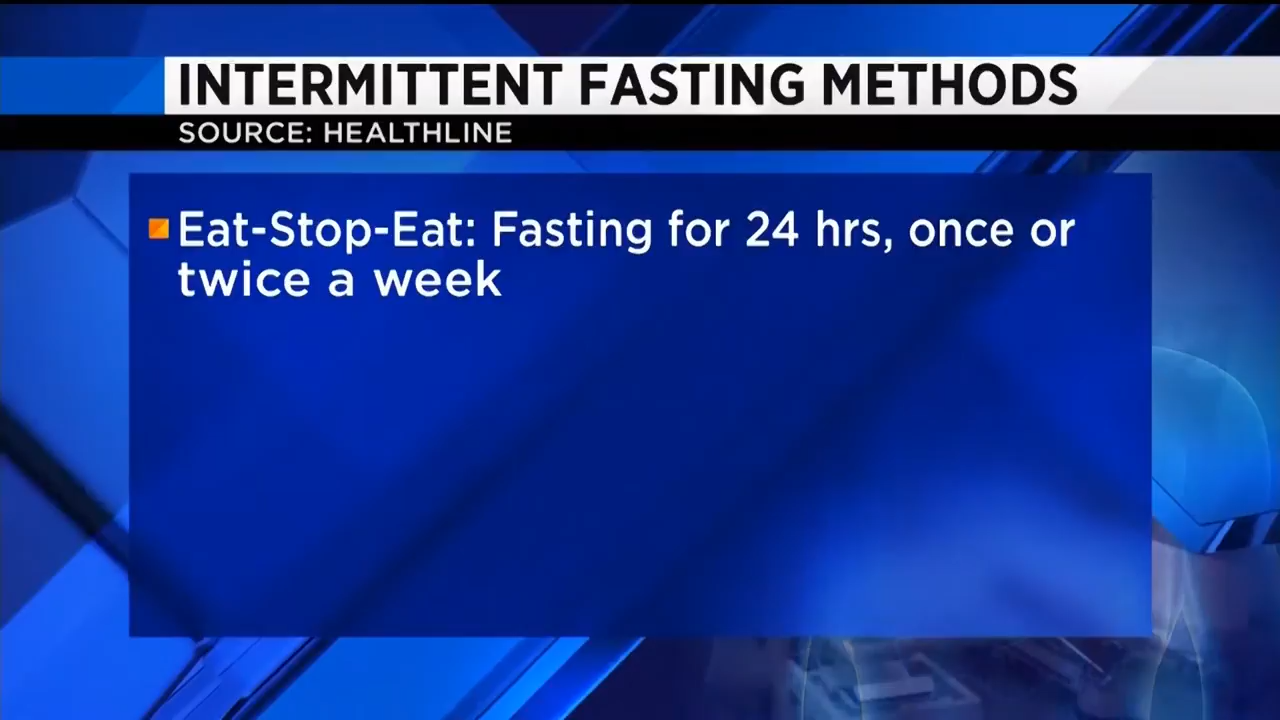 INTERMITTENT FASTING METHODS
SOURCE: HEALTHLINE
Eat-Stop-Eat: Fasting for 24 hrs, once or
twice a week